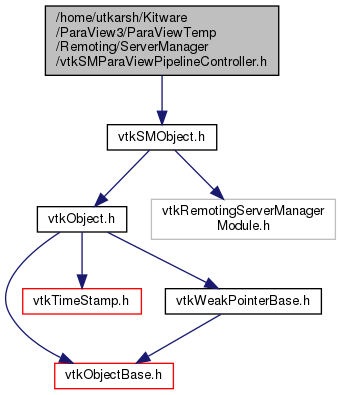 /home/utkarsh/Kitware
/ParaView3/ParaViewTemp
/Remoting/ServerManager
/vtkSMParaViewPipelineController.h
vtkSMObject.h
vtkObject.h
vtkRemotingServerManager
Module.h
vtkTimeStamp.h
vtkWeakPointerBase.h
vtkObjectBase.h